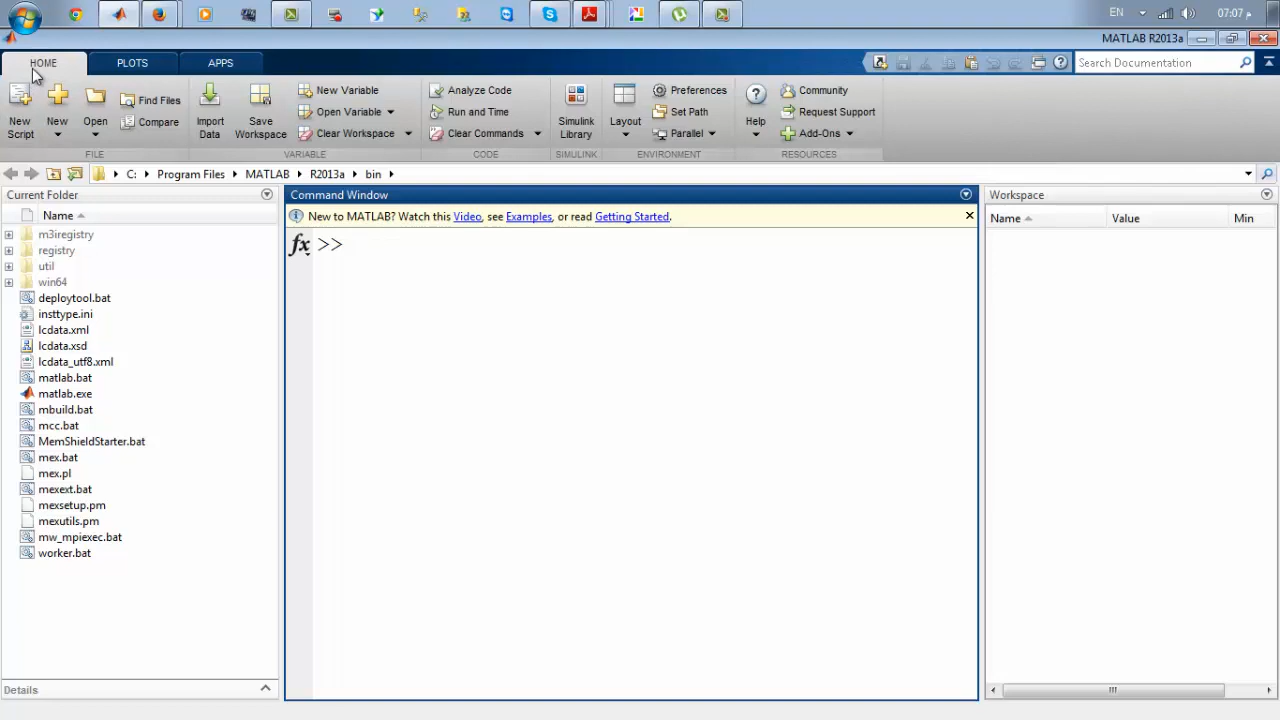 EN
07:07 م
MATLAB R2013a
HOME PLOTS APPS
Search Documentation
New Script
New
Open
Find Files
Compare
Import Data
Save Workspace
New Variable
Open Variable
Clear Workspace
Analyze Code
Run and Time
Clear Commands
Simulink Library
Layout
Preferences
Set Path
Parallel
Help
Community
Request Support
Add-Ons
FILE VARIABLE CODE SIMULINK ENVIRONMENT RESOURCES
C: Program Files MATLAB R2013a bin
Current Folder
Name
m3iregistry
registry
util
win64
deploytool.bat
insttype.ini
lcdata.xml
lcdata.xsd
lcdata_utf8.xml
matlab.bat
matlab.exe
mbuild.bat
mcc.bat
MemShieldStarter.bat
mex.bat
mex.pl
mexext.bat
mexsetup.pm
mexutils.pm
mw_mpiexec.bat
worker.bat
Details
Command Window
New to MATLAB? Watch this Video, see Examples, or read Getting Started.
fx >>
Workspace
Name Value Min